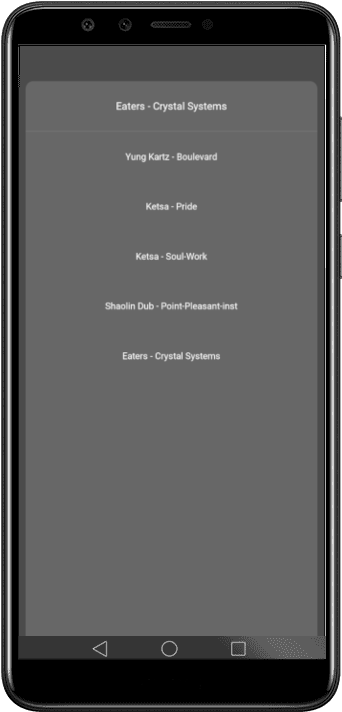 Eaters - Crystal Systems
Yung Kartz - Boulevard
Ketsa - Pride
Ketsa - Soul-Work
Shaolin Dub - Point-Pleasant-inst
Eaters - Crystal Systems